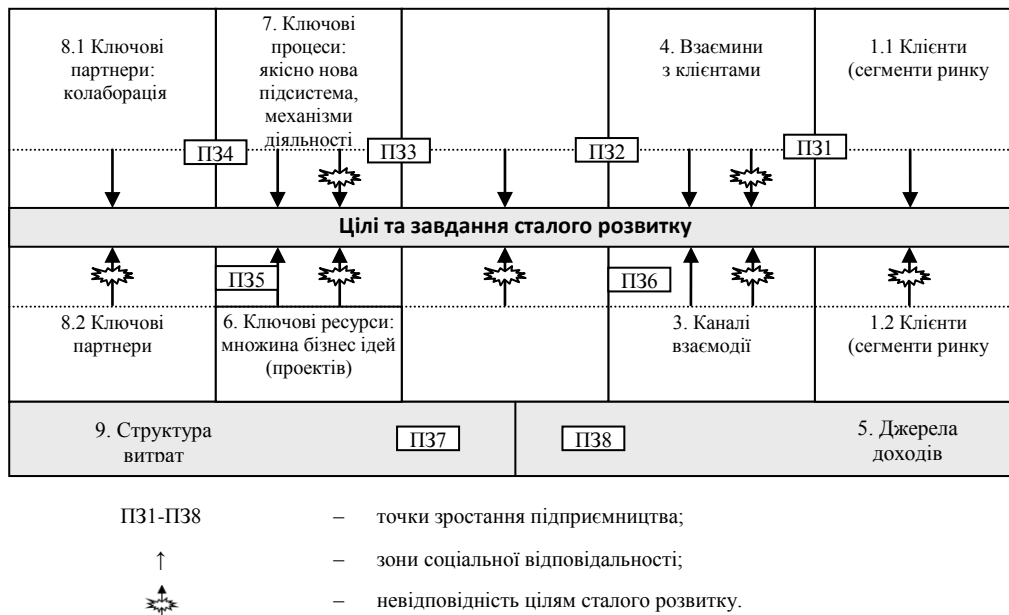 8.1 Ключові
партнери:
колаборація
7. Ключові
процеси:
якісно нова
підсистема,
механізми
діяльності
4. Взаємини
з клієнтами
1.1 Клієнти
(сегменти ринку
ПЗ4
ПЗ3
ПЗ2
ПЗ1
Цілі та завдання сталого розвитку
ПЗ5
ПЗ6
8.2 Ключові
партнери
6. Ключові ресурси:
множина бізнес ідей
(проектів)
3. Каналі
взаємодії
1.2 Клієнти
(сегменти ринку
9. Структура
витрат
ПЗ7
ПЗ8
5. Джерела
доходів
ПЗ1-ПЗ8 – точки зростання підприємництва;
↑ – зони соціальної відповідальності;
– невідповідність цілям сталого розвитку.